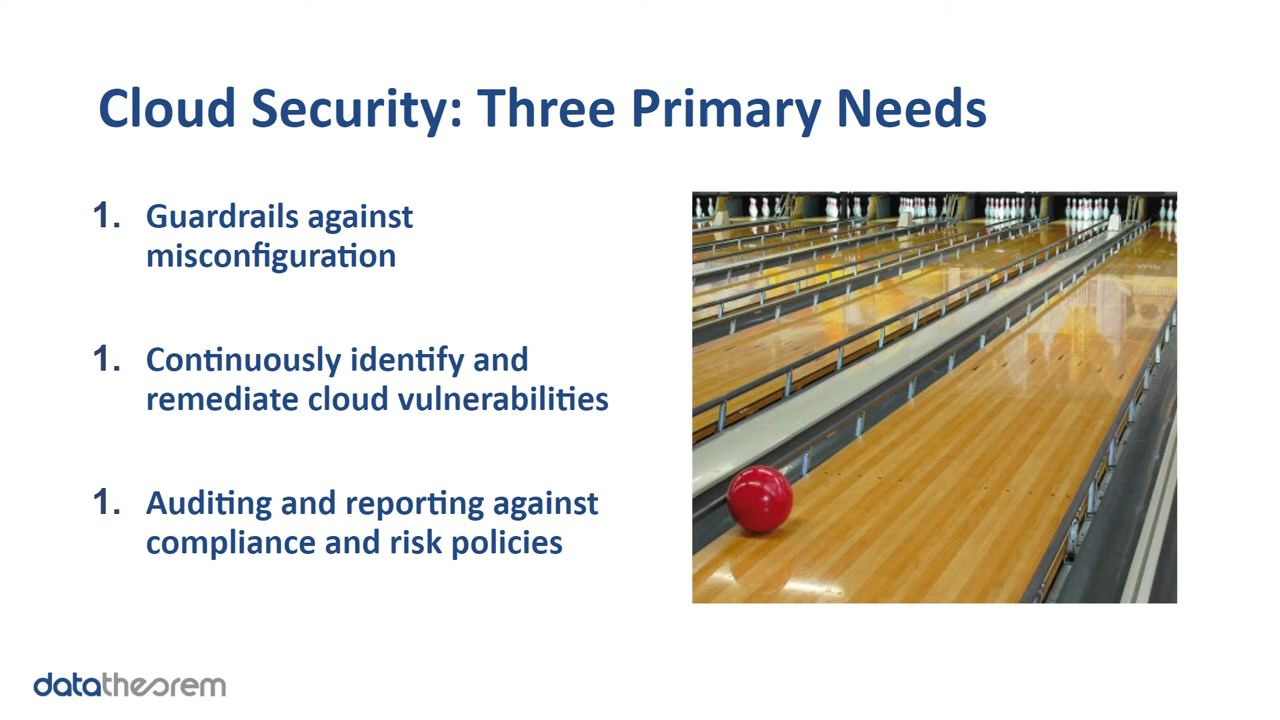 Cloud Security: Three Primary Needs
1. Guardrails against
misconfiguration
1. Continuously identify and
remediate cloud vulnerabilities
1. Auditing and reporting against
compliance and risk policies
datatheorem